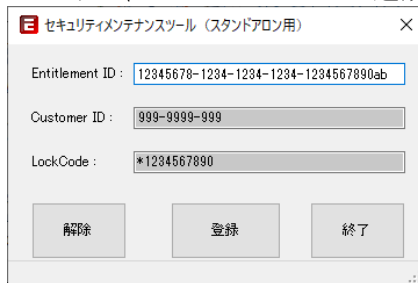 セキュリティメンテナンスツール（スタンドアロン用）
Entitlement ID : 12345678-1234-1234-1234-1234567890ab
Customer ID : 999-9999-999
LockCode : *1234567890
解除 登録 終了